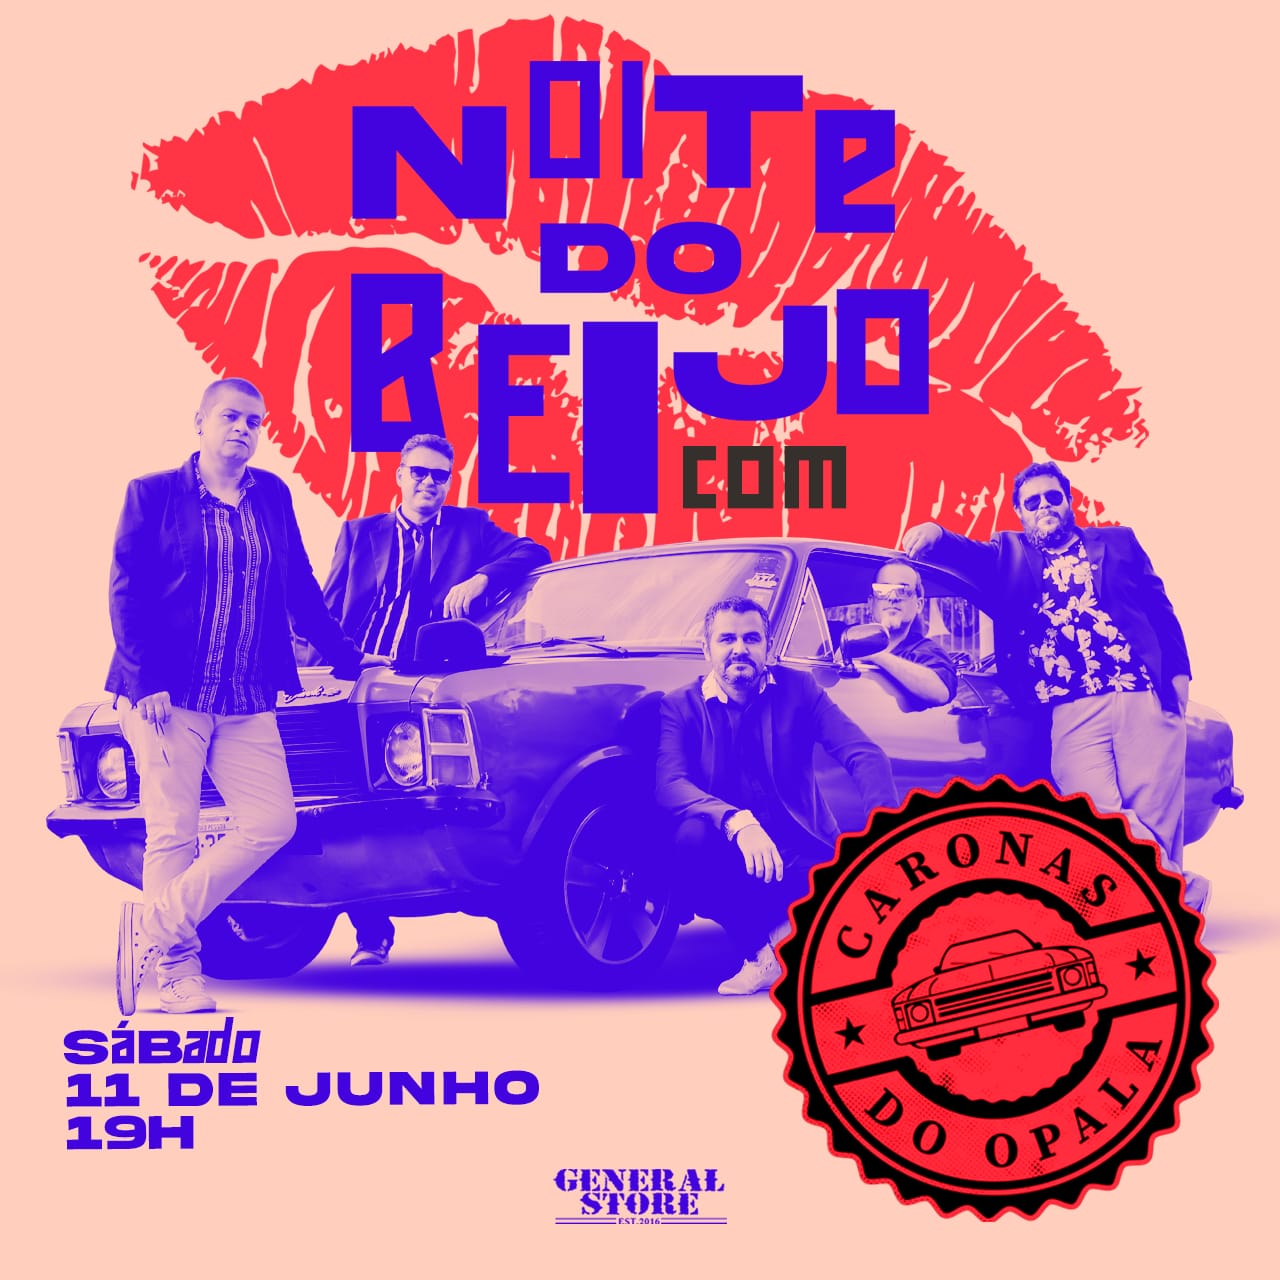 NOITE
DO
BEIJO
COM
SÁBADO
11 DE JUNHO
19H
CARONAS
DO OPALA
GENERAL
STORE
EST.2016